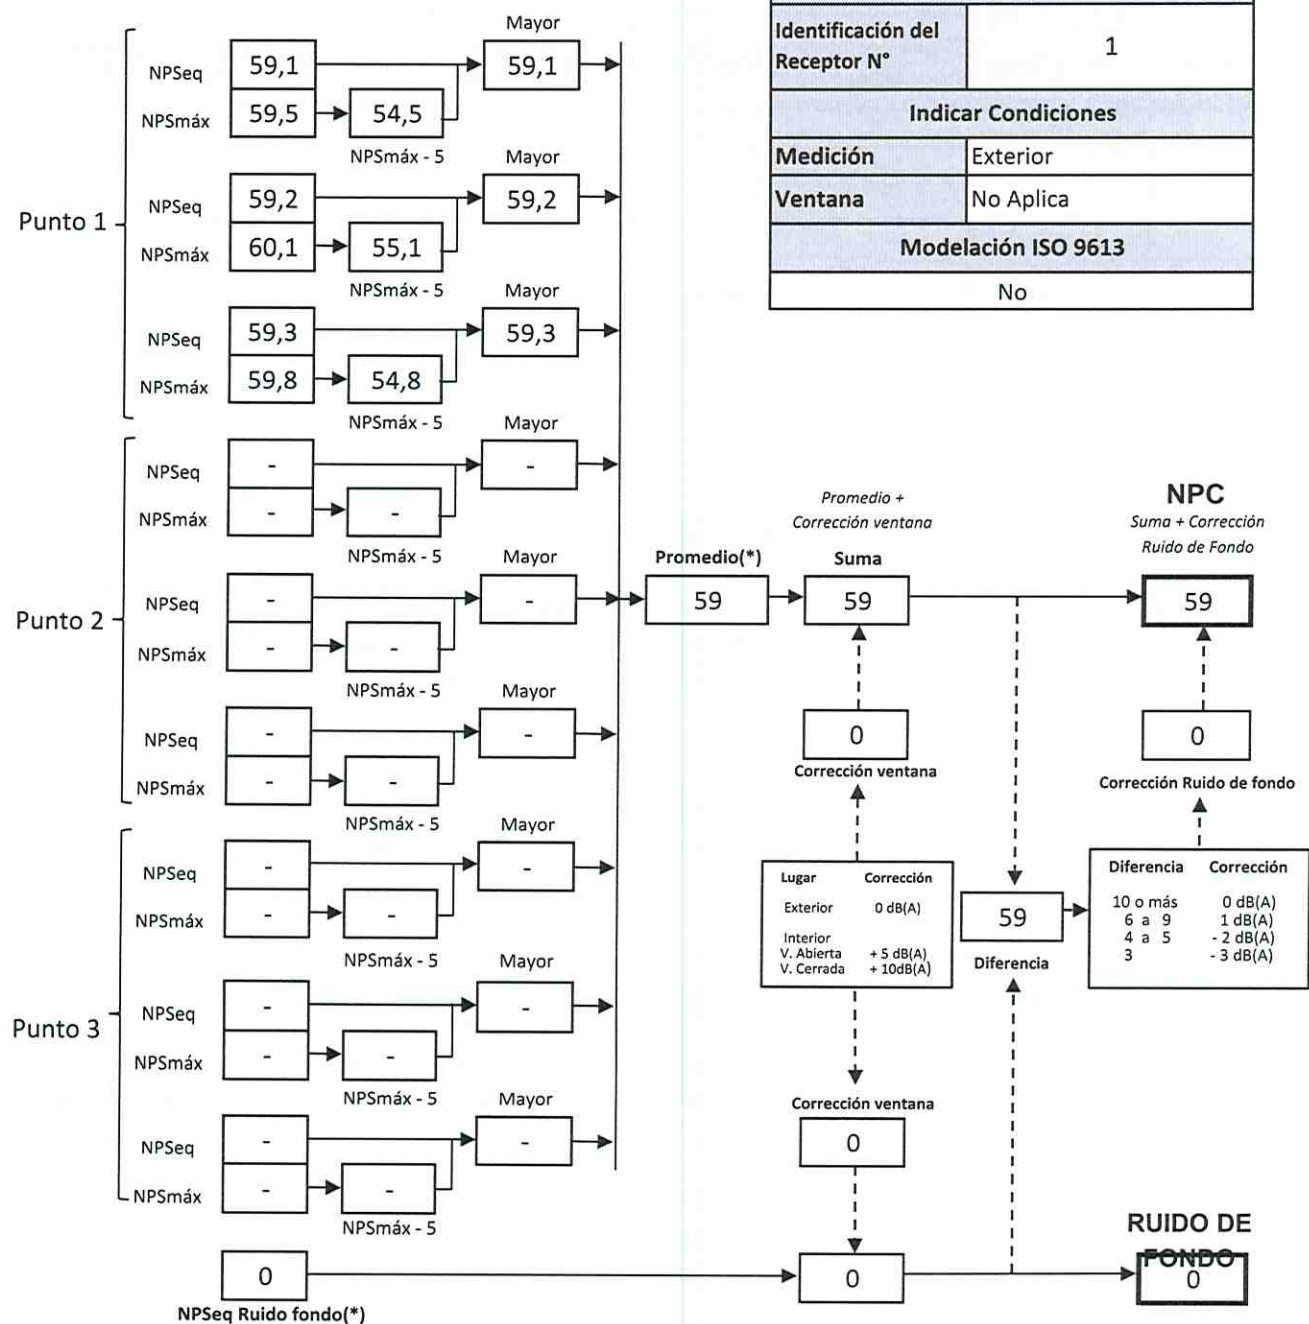 Identificación del
Receptor N°
1
Indicar Condiciones
Medición Exterior
Ventana No Aplica
Modelación ISO 9613
No
Punto 1
Mayor
NPSeq 59,1 59,1
NPSmáx 59,5 54,5
NPSmáx - 5
Mayor
NPSeq 59,2 59,2
NPSmáx 60,1 55,1
NPSmáx - 5
Mayor
NPSeq 59,3 59,3
NPSmáx 59,8 54,8
NPSmáx - 5
Punto 2
Mayor
NPSeq - -
NPSmáx - -
NPSmáx - 5
Mayor
NPSeq - -
NPSmáx - -
NPSmáx - 5
Mayor
NPSeq - -
NPSmáx - -
NPSmáx - 5
Punto 3
Mayor
NPSeq - -
NPSmáx - -
NPSmáx - 5
Mayor
NPSeq - -
NPSmáx - -
NPSmáx - 5
Mayor
NPSeq - -
NPSmáx - -
NPSmáx - 5
0
NPSeq Ruido fondo(*)
Promedio(*)
59
Promedio +
Corrección ventana
Suma
59
0
Corrección ventana
NPC
Suma + Corrección
Ruido de Fondo
59
0
Corrección Ruido de fondo
Lugar Corrección
Exterior 0 dB(A)
Interior
V. Abierta + 5 dB(A)
V. Cerrada + 10dB(A)
59
Diferencia
Diferencia Corrección
10 o más 0 dB(A)
6 a 9 1 dB(A)
4 a 5 - 2 dB(A)
3 - 3 dB(A)
Corrección ventana
0
0
RUIDO DE
FONDO
0